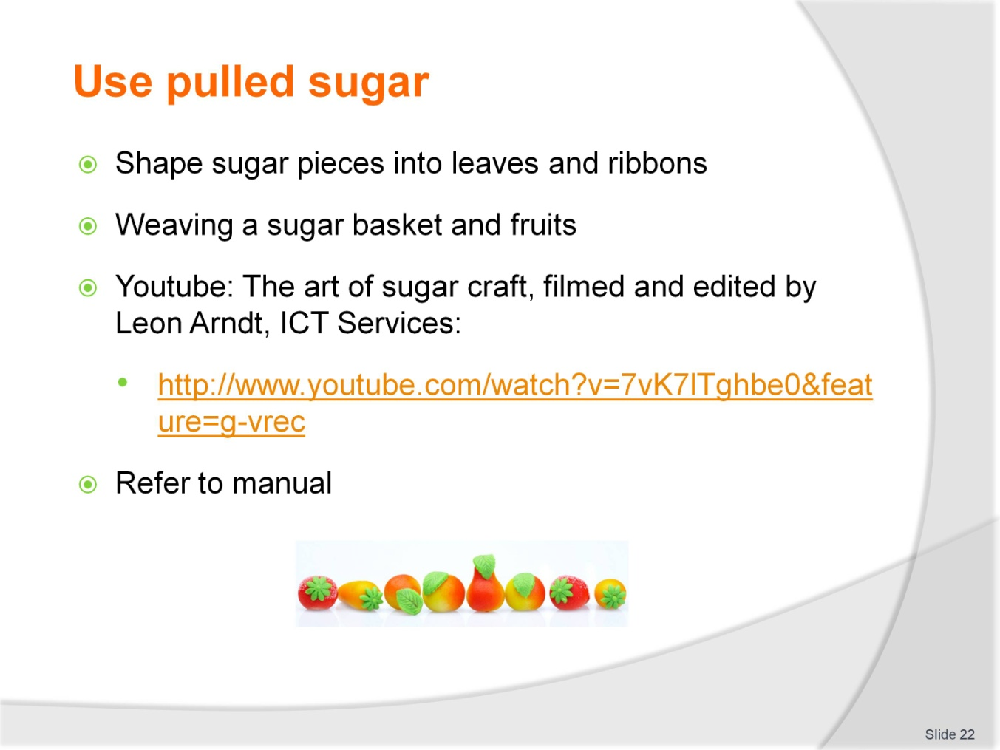 Use pulled sugar
Shape sugar pieces into leaves and ribbons
Weaving a sugar basket and fruits
Youtube: The art of sugar craft, filmed and edited by
Leon Arndt, ICT Services:
http://www.youtube.com/watch?v=7vK7lTghbe0&feat
ure=g-vrec
Refer to manual
Slide 22